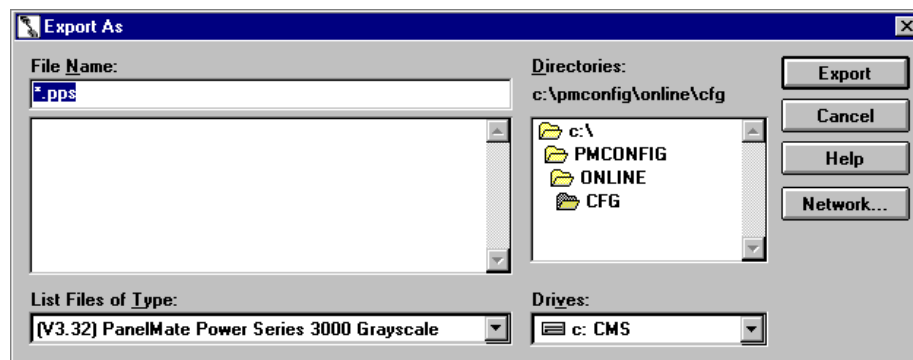 Export As
File Name:
*.pps
Directories:
c:\pmconfig\online\cfg
c:\
PMCONFIG
ONLINE
CFG
Export
Cancel
Help
Network...
List Files of Type:
(V3.32) PanelMate Power Series 3000 Grayscale
Drives:
c: CMS